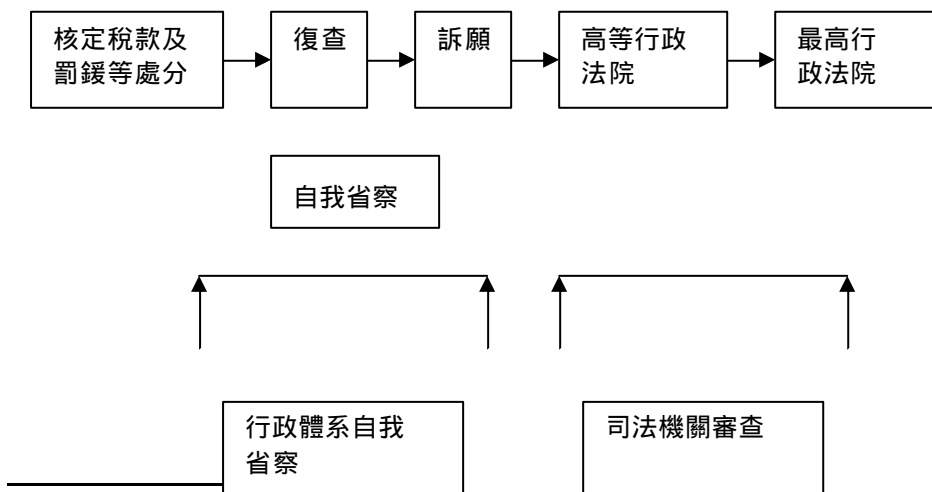 核定稅款及
罰鍰等處分
復查
訴願
高等行政
法院
最高行
政法院
自我省察
行政體系自我
省察
司法機關審查